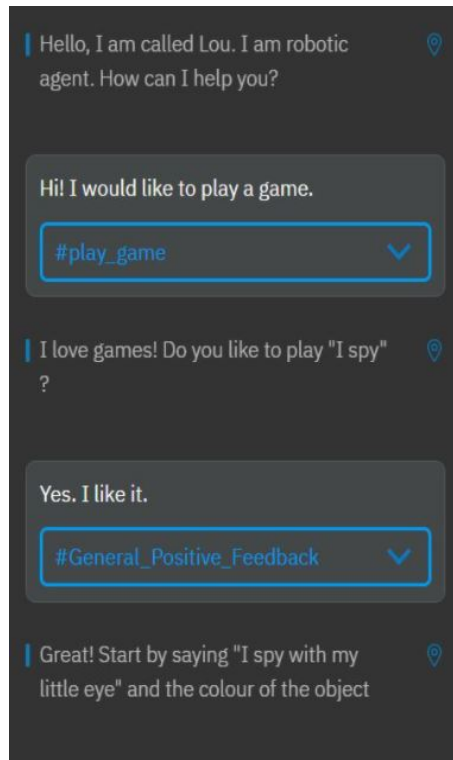 Hello, I am called Lou. I am robotic
agent. How can I help you?
Hi! I would like to play a game.
#play_game
I love games! Do you like to play "I spy"
?
Yes. I like it.
#General_Positive_Feedback
Great! Start by saying "I spy with my
little eye" and the colour of the object